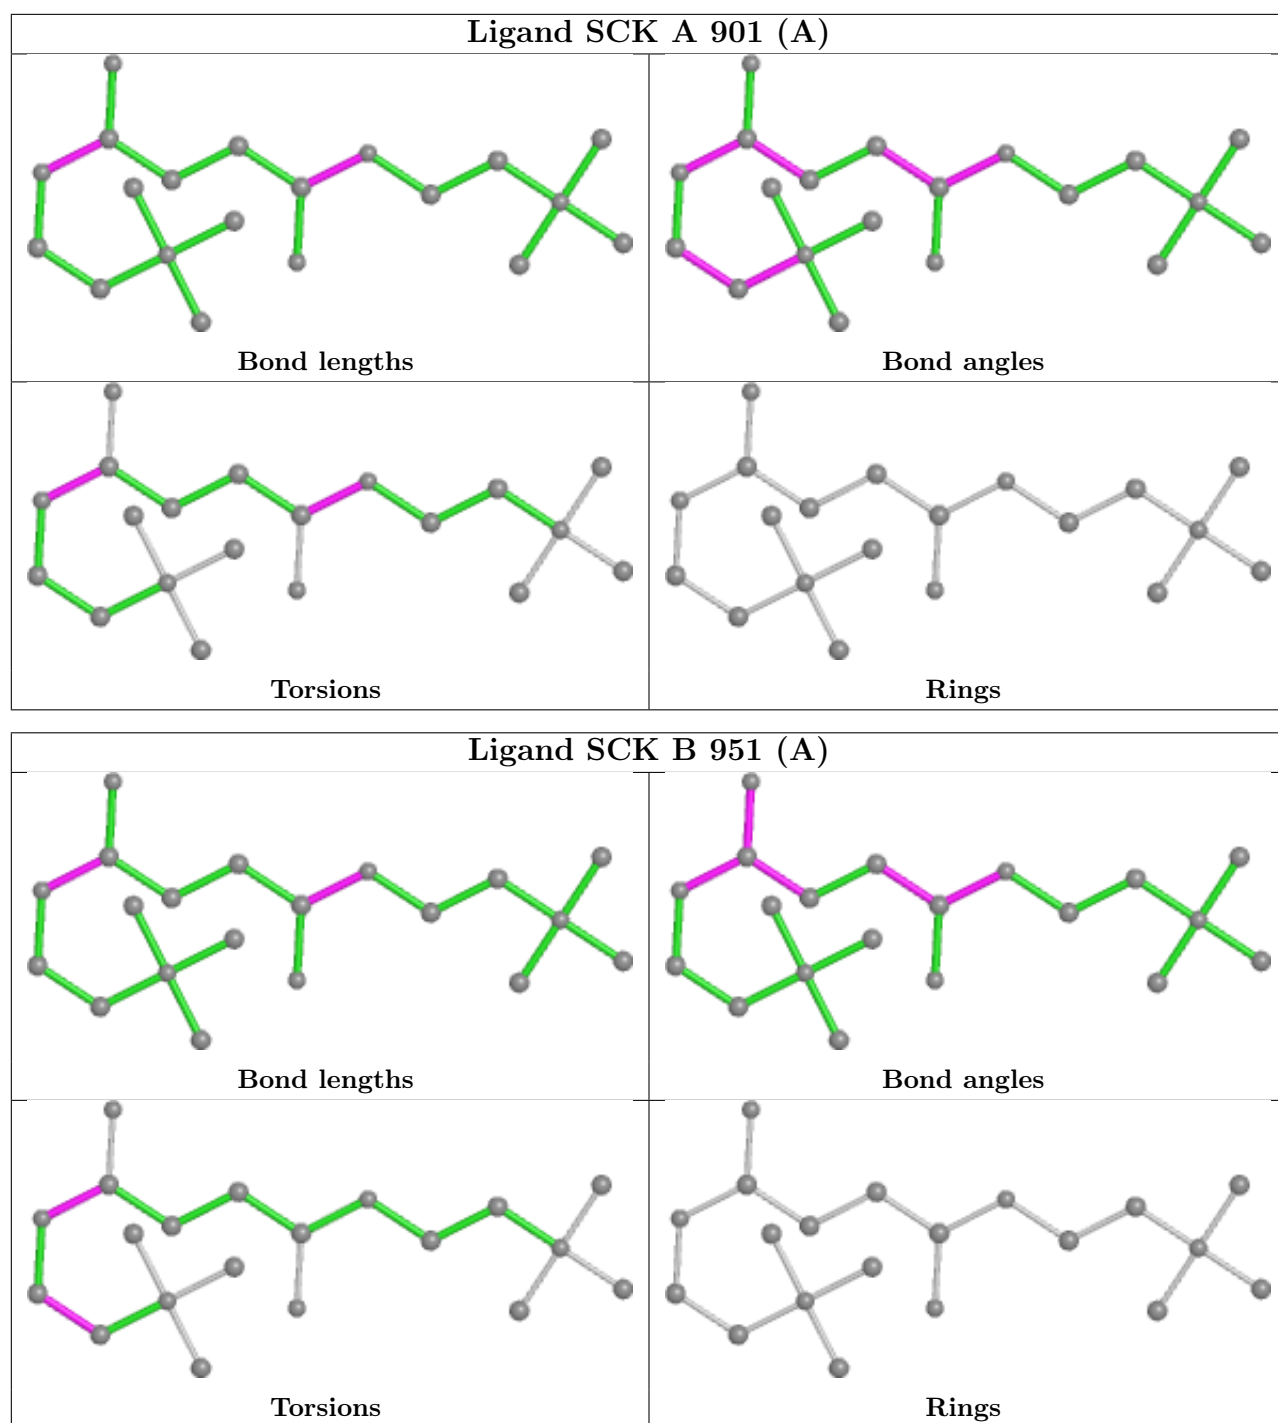 Ligand SCK A 901 (A)
Bond lengths
Bond angles
Torsions
Rings
Ligand SCK B 951 (A)
Bond lengths
Bond angles
Torsions
Rings